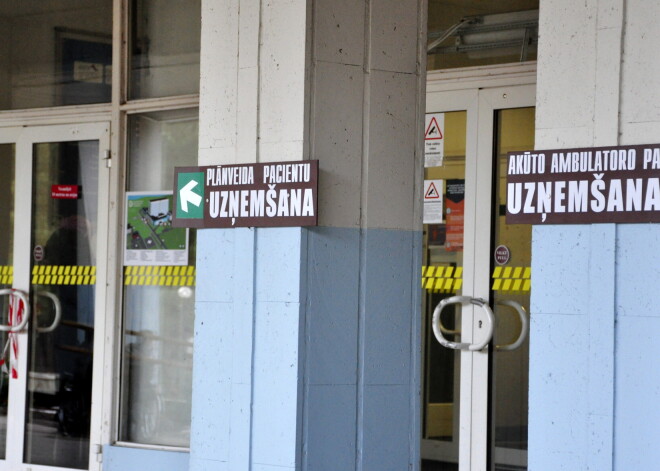 PLĀNVEIDA PACIENTU
UZŅEMŠANA
AKŪTO AMBULATORO PA
UZŅEMŠANA